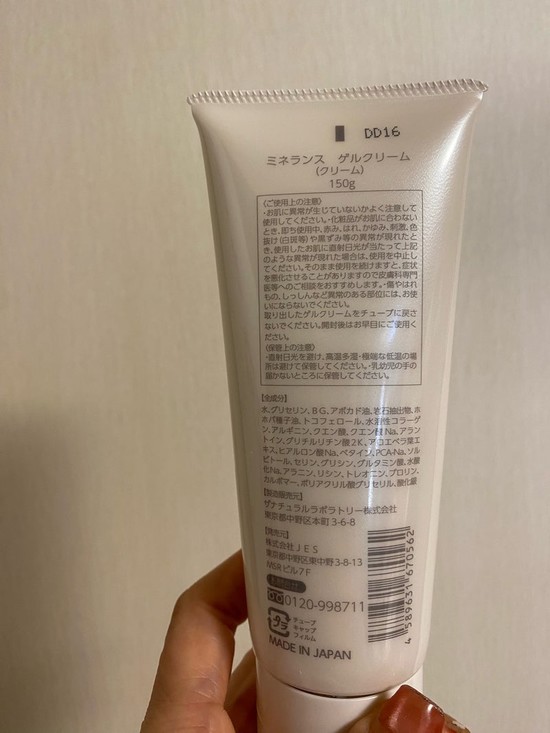 DD16
ミネランス ゲルクリーム
(クリーム)
150g
〈ご使用上の注意〉
・お肌に異常が生じていないかよく注意して
使用してください。・化粧品がお肌に合わない
とき、即ち使用中、赤み、はれ、かゆみ、刺激、色
抜け(白斑等)や黒ずみ等の異常が現れたと
き、使用したお肌に直射日光が当たって上記
のような異常が現れた場合は、使用を中止し
てください。そのまま使用を続けますと、症状
を悪化させることがありますので皮膚科専門
医等へのご相談をおすすめします。・傷やはれ
もの、しっしんなど異常のある部位には、お使
いにならないでください。
取り出したゲルクリームをチューブに戻さ
ないでください。開封後はお早目にご使用く
ださい。
〈保管上の注意〉
・直射日光を避け、高温多湿・極端な低温の場
所は避けて保管してください。・乳幼児の手の
届かないところに保管してください。
【全成分】
水、グリセリン、BG、アボカド油、岩石抽出物、ホ
ホバ種子油、トコフェロール、水溶性コラーゲ
ン、アルギニン、クエン酸、クエン酸Na、アラン
トイン、グリチルリチン酸2K、アロエベラ葉エ
キス、ヒアルロン酸Na、ベタイン、PCA-Na、ソル
ビトール、セリン、グリシン、グルタミン酸、水酸
化Na、アラニン、リシン、トレオニン、プロリン、
カルボマー、ポリアクリル酸グリセリル、酸化銀
【製造販売元】
ザナチュラルラボラトリー株式会社
東京都中野区本町3-6-8
【発売元】
株式会社JES
東京都中野区東中野3-8-13
MSRビル7F
0120-998711
タラ
チューブ
キャップ
フィルム
MADE IN JAPAN
4589631670562